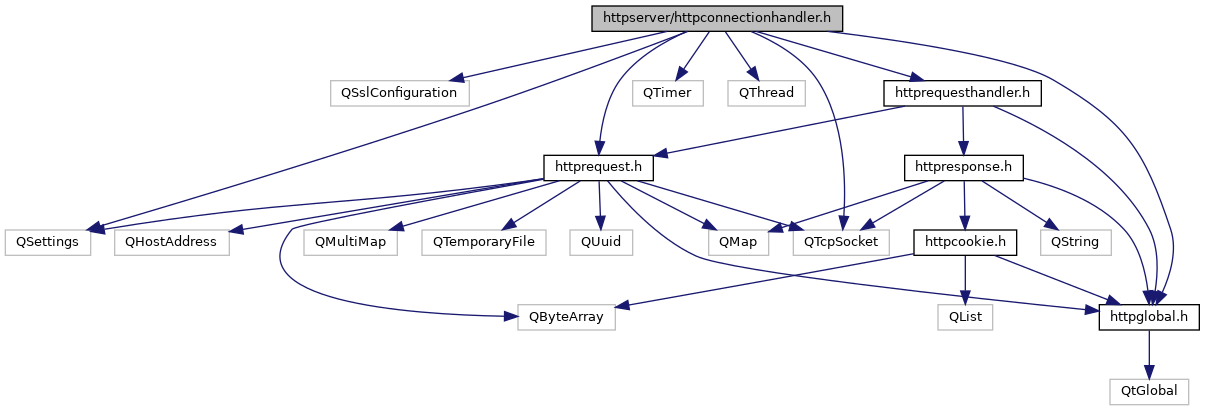 httpserver/httpconnectionhandler.h
QSslConfiguration
QTimer
QThread
httprequesthandler.h
httprequest.h
httpresponse.h
QSettings
QHostAddress
QMultiMap
QTemporaryFile
QUuid
QMap
QTcpSocket
httpcookie.h
QString
QByteArray
QList
httpglobal.h
QtGlobal